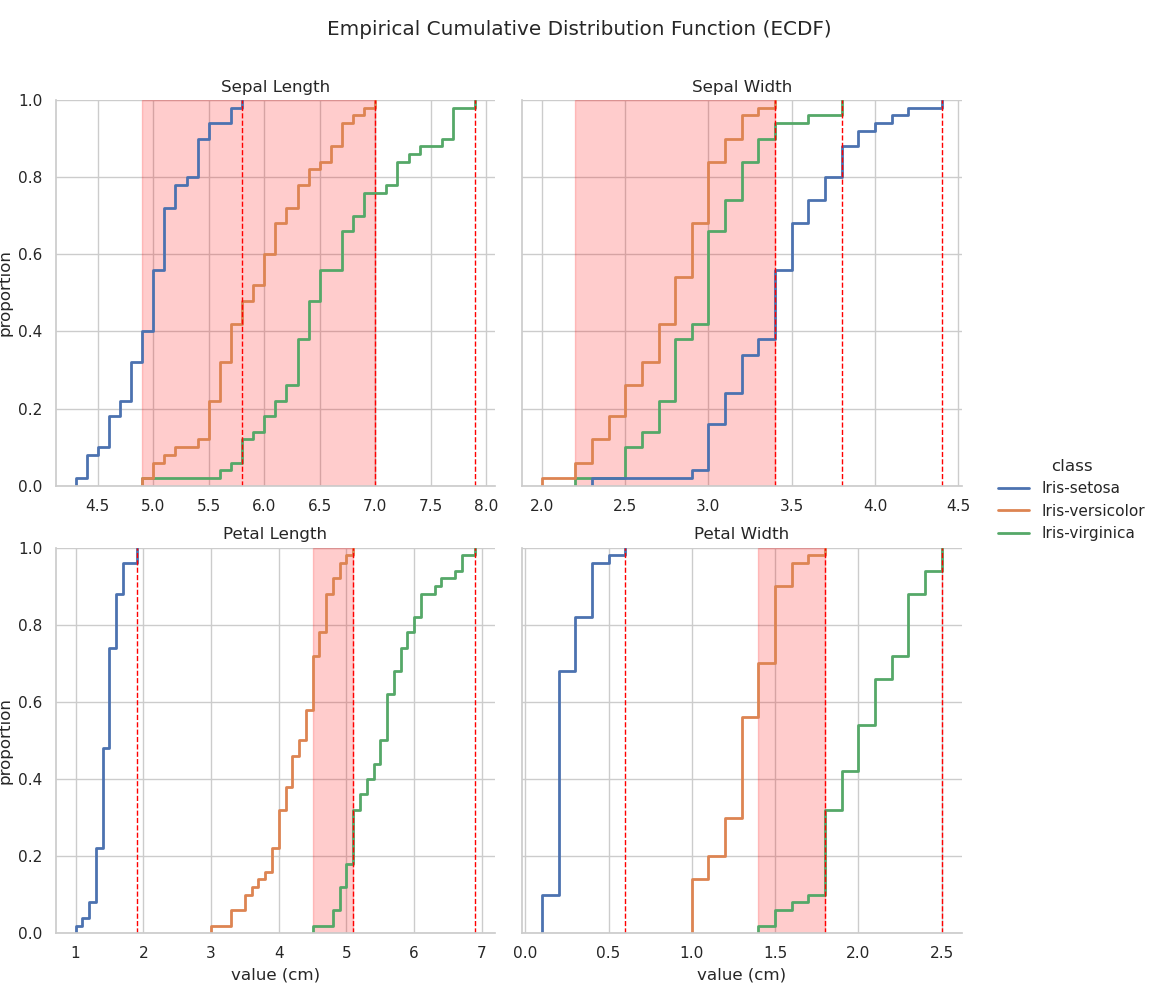 Empirical Cumulative Distribution Function (ECDF)
Sepal Length
Sepal Width
proportion
1.0
0.8
0.6
0.4
0.2
0.0
4.5 5.0 5.5 6.0 6.5 7.0 7.5 8.0
2.0 2.5 3.0 3.5 4.0 4.5
class
Iris-setosa
Iris-versicolor
Iris-virginica
Petal Length
Petal Width
proportion
1.0
0.8
0.6
0.4
0.2
0.0
1 2 3 4 5 6 7
0.0 0.5 1.0 1.5 2.0 2.5
value (cm)
value (cm)